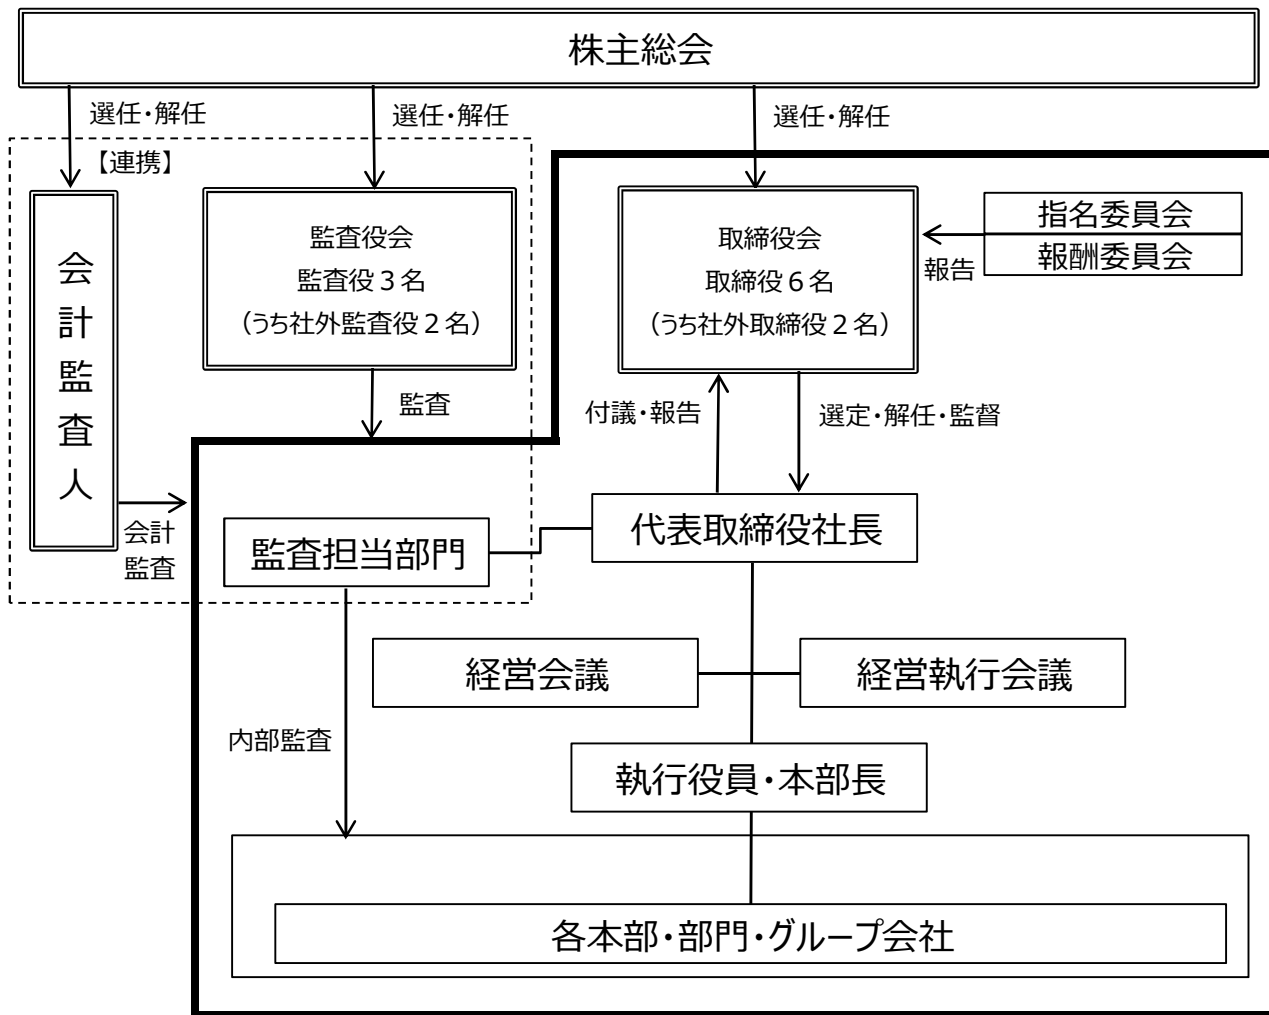 株主総会
選任・解任
選任・解任
選任・解任
【連携】
会計監査人
監査役会
監査役３名
（うち社外監査役２名）
取締役会
取締役６名
（うち社外取締役２名）
指名委員会
報酬委員会
報告
監査
付議・報告
選定・解任・監督
会計
監査
監査担当部門
代表取締役社長
経営会議
経営執行会議
内部監査
執行役員・本部長
各本部・部門・グループ会社